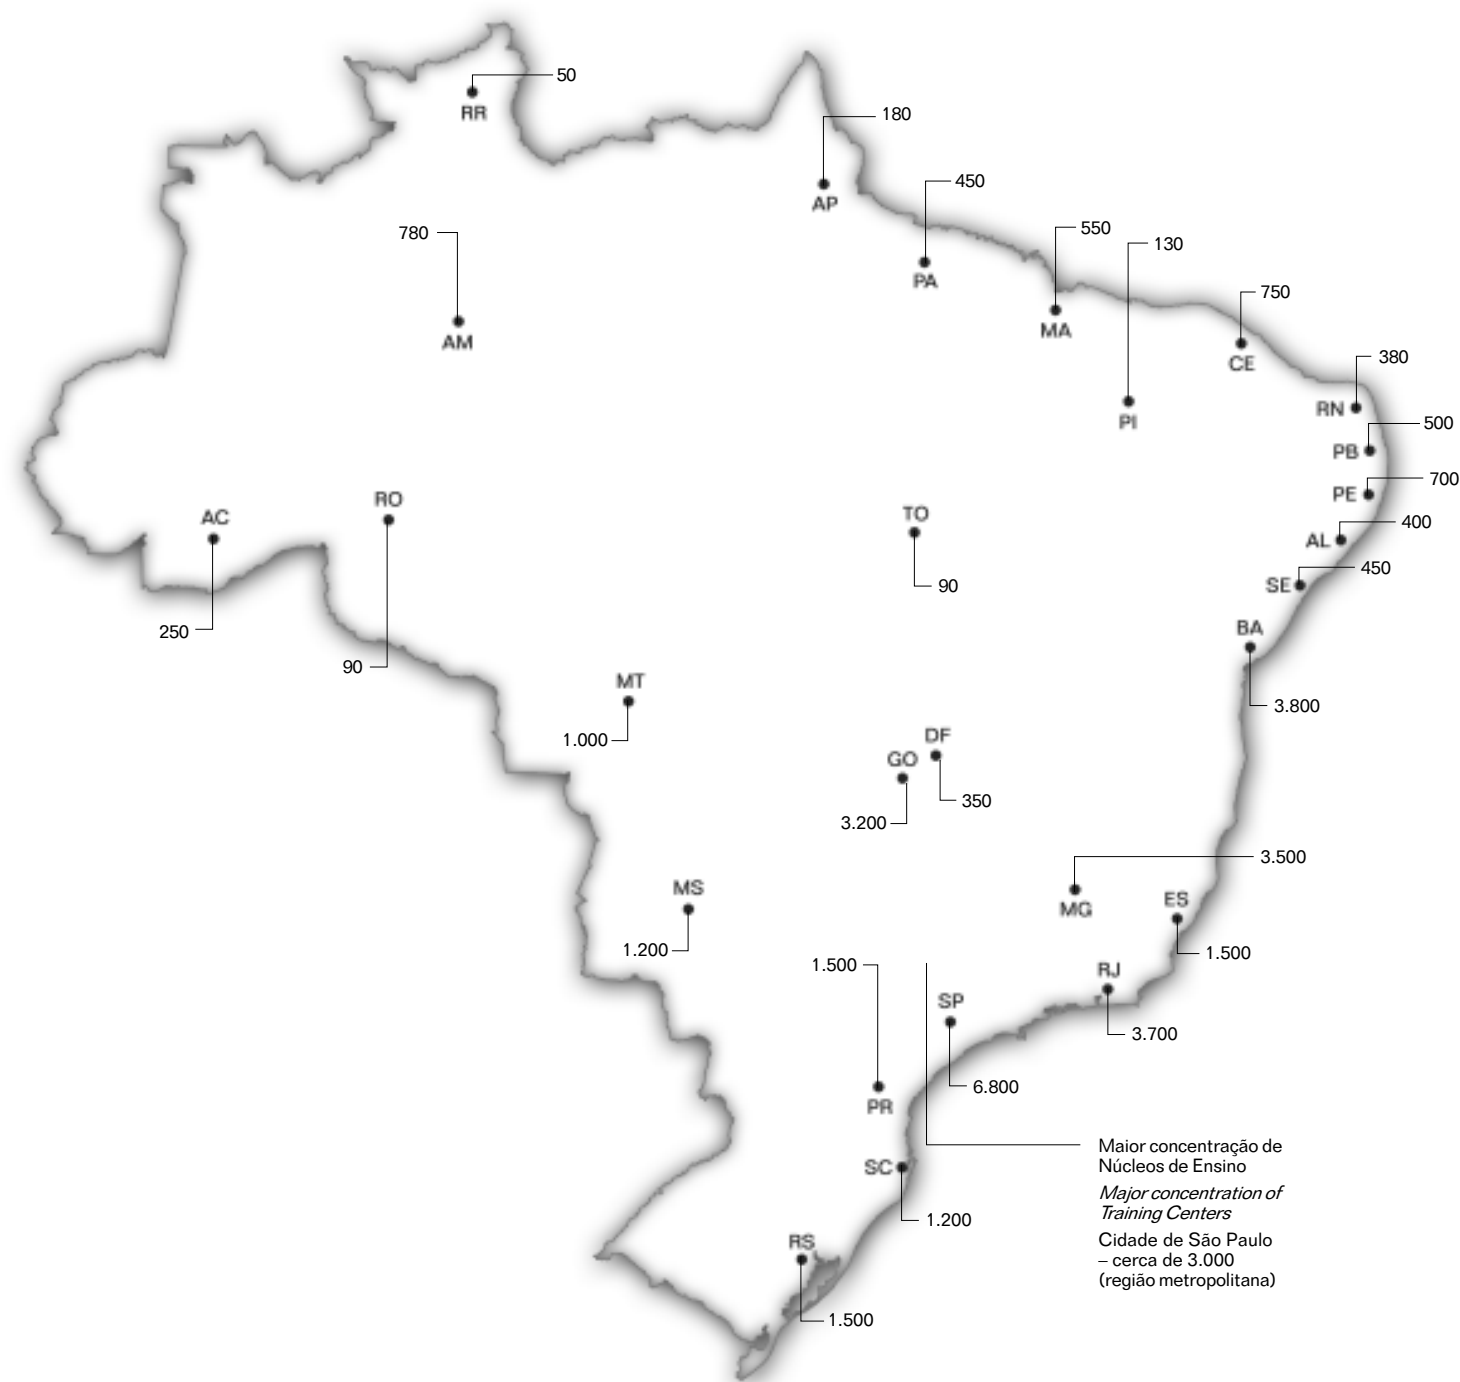 50
RR
180
450
AP
550
780
130
PA
750
MA
AM
CE
380
RN
PI
500
PB
700
PE
RO
TO
AC
400
AL
450
SE
90
250
BA
90
MT
3.800
1.000
DF
GO
350
3.200
3.500
MS
ES
MG
1.200
1.500
1.500
RJ
SP
3.700
6.800
PR
Maior concentração de
Núcleos de Ensino
Major concentration of
Training Centers
Cidade de São Paulo
– cerca de 3.000
(região metropolitana)
SC
1.200
RS
1.500